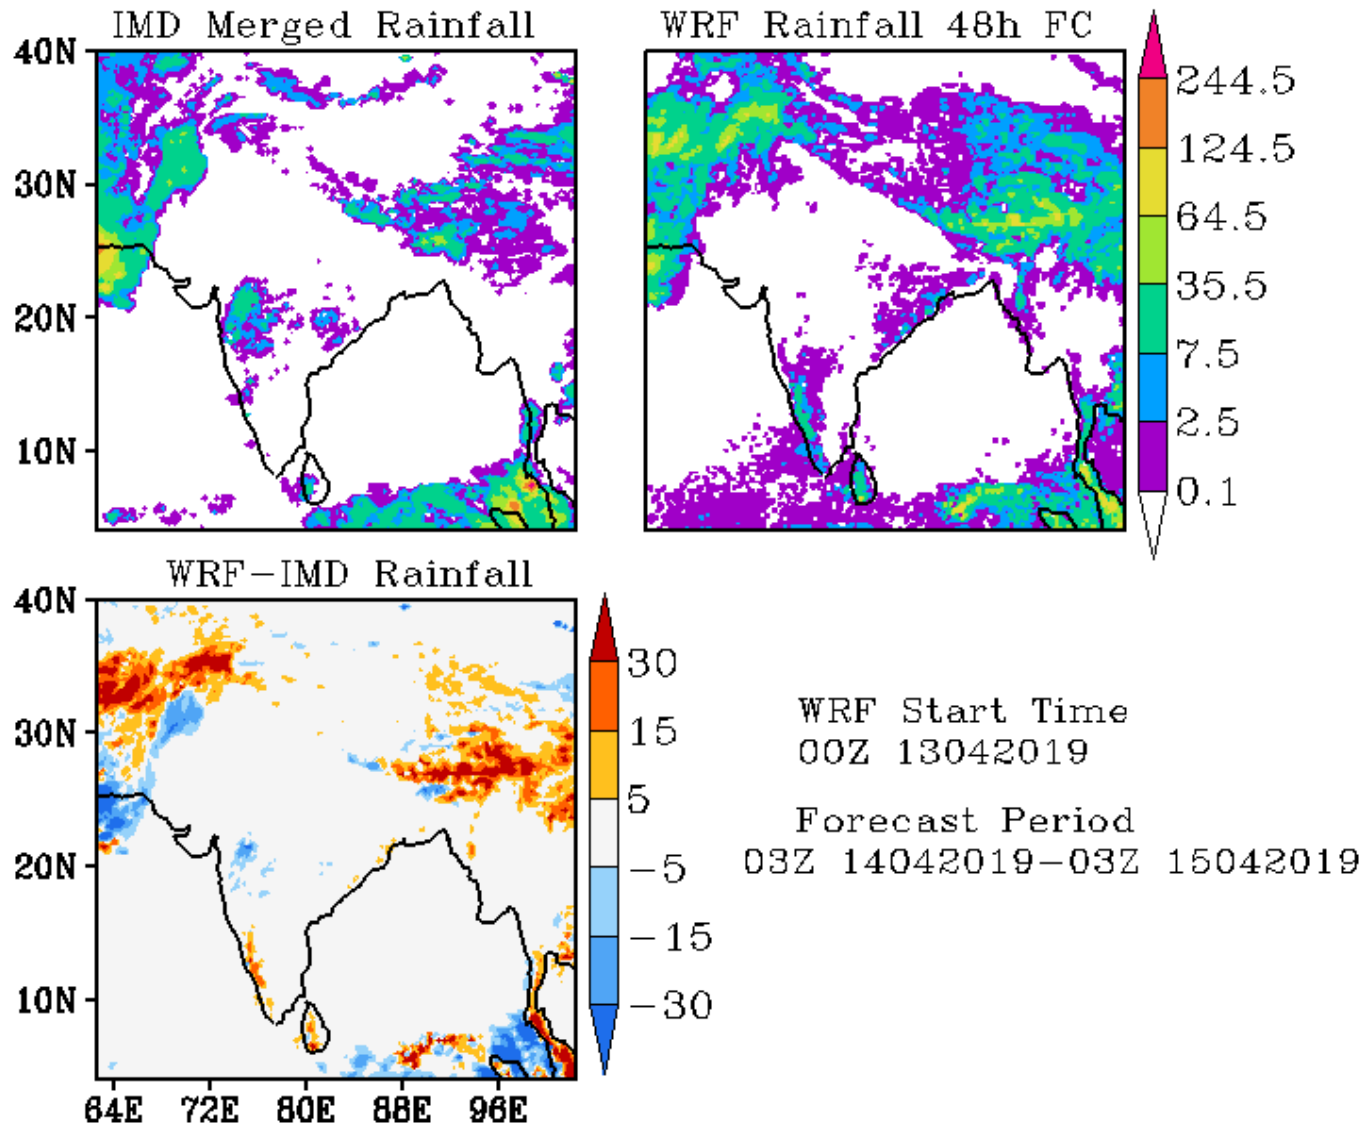 IMD Merged Rainfall
WRF Rainfall 48h FC
40N
30N
20N
10N
244.5
124.5
64.5
35.5
7.5
2.5
0.1
WRF-IMD Rainfall
40N
30N
20N
10N
64E 72E 80E 88E 96E
30
15
5
-5
-15
-30
WRF Start Time
00Z 13042019
Forecast Period
03Z 14042019-03Z 15042019